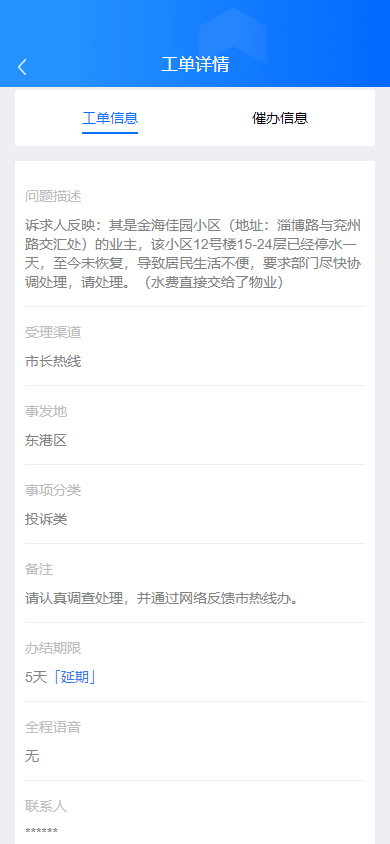 工单详情
工单信息
催办信息
问题描述
诉求人反映：其是金海佳园小区（地址：淄博路与兖州
路交汇处）的业主，该小区12号楼15-24层已经停水一
天，至今未恢复，导致居民生活不便，要求部门尽快协
调处理，请处理。（水费直接交给了物业）
受理渠道
市长热线
事发地
东港区
事项分类
投诉类
备注
请认真调查处理，并通过网络反馈市热线办。
办结期限
5天「延期」
全程语音
无
联系人
******